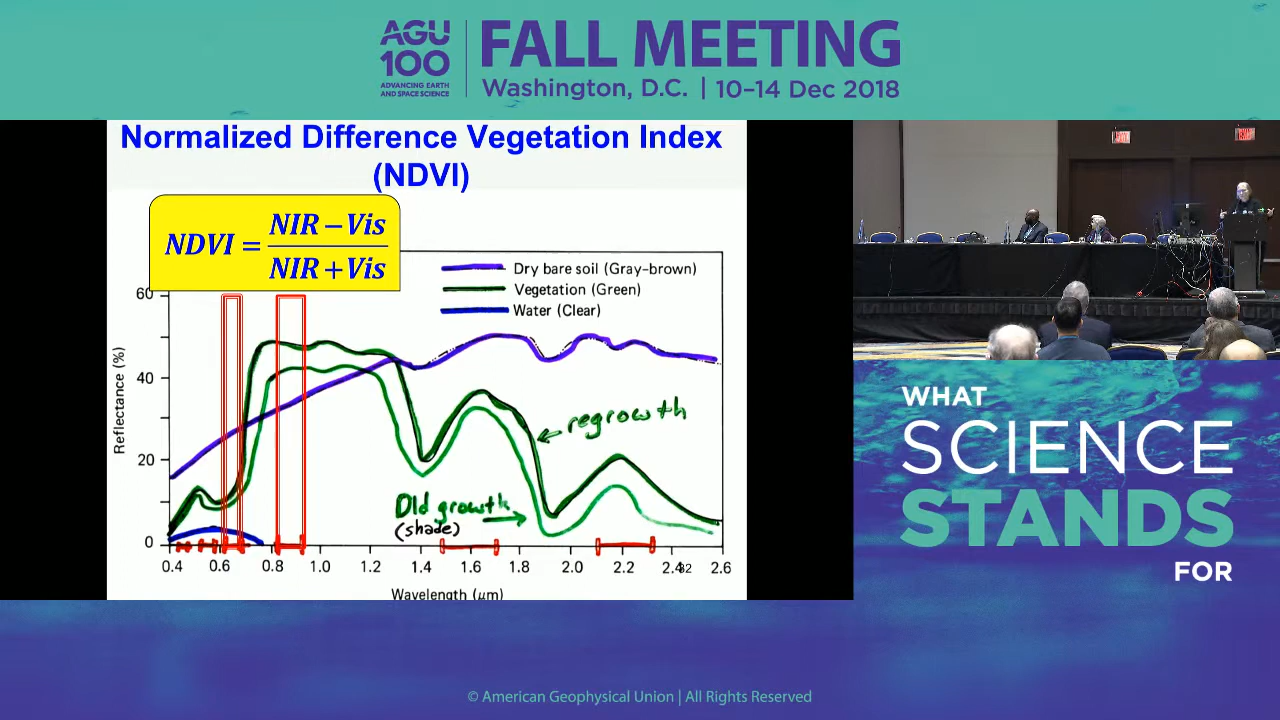 AGU
100
ADVANCING EARTH
AND SPACE SCIENCE
FALL MEETING
Washington, D.C. | 10–14 Dec 2018
Normalized Difference Vegetation Index
(NDVI)
NDVI = NIR – Vis
NIR + Vis
Dry bare soil (Gray-brown)
Vegetation (Green)
Water (Clear)
Reflectance (%)
60
40
20
0
regrowth
Old growth
(shade)
0.4 0.6 0.8 1.0 1.2 1.4 1.6 1.8 2.0 2.2 2.4 32 2.6
Wavelength (μm)
WHAT
SCIENCE
STANDS
FOR
© American Geophysical Union | All Rights Reserved